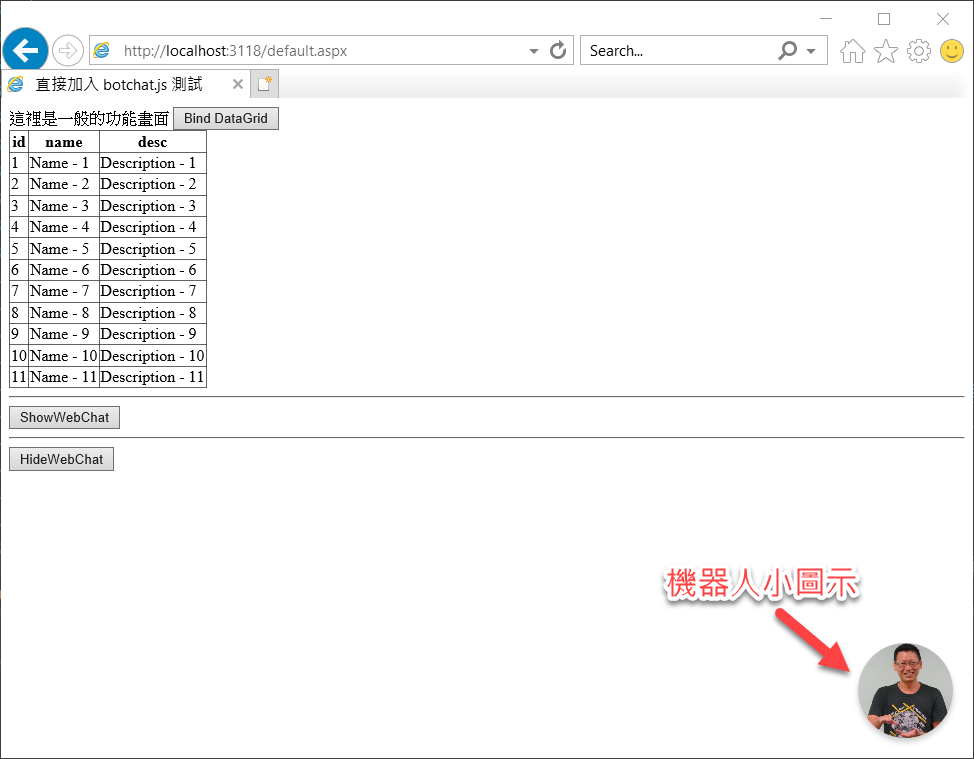 http://localhost:3118/default.aspx
Search...
直接加入 botchat.js 測試
這裡是一般的功能畫面 Bind DataGrid
id name desc
1 Name - 1 Description - 1
2 Name - 2 Description - 2
3 Name - 3 Description - 3
4 Name - 4 Description - 4
5 Name - 5 Description - 5
6 Name - 6 Description - 6
7 Name - 7 Description - 7
8 Name - 8 Description - 8
9 Name - 9 Description - 9
10 Name - 10 Description - 10
11 Name - 11 Description - 11
ShowWebChat
HideWebChat
機器人小圖示